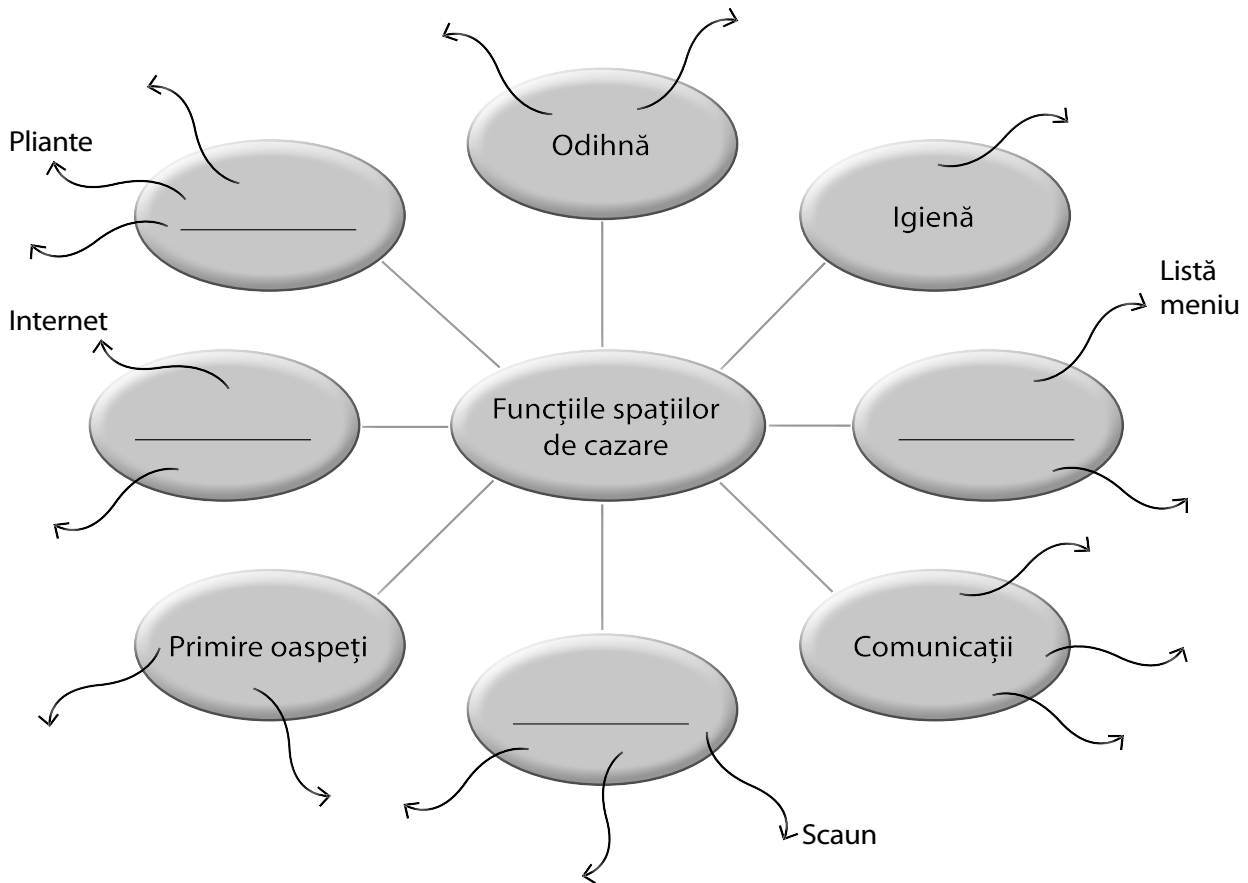 Odihnă
Pliante
Igienă
Listă
meniu
Internet
Funcțiile spațiilor
de cazare
Primire oaspeți
Comunicații
Scaun